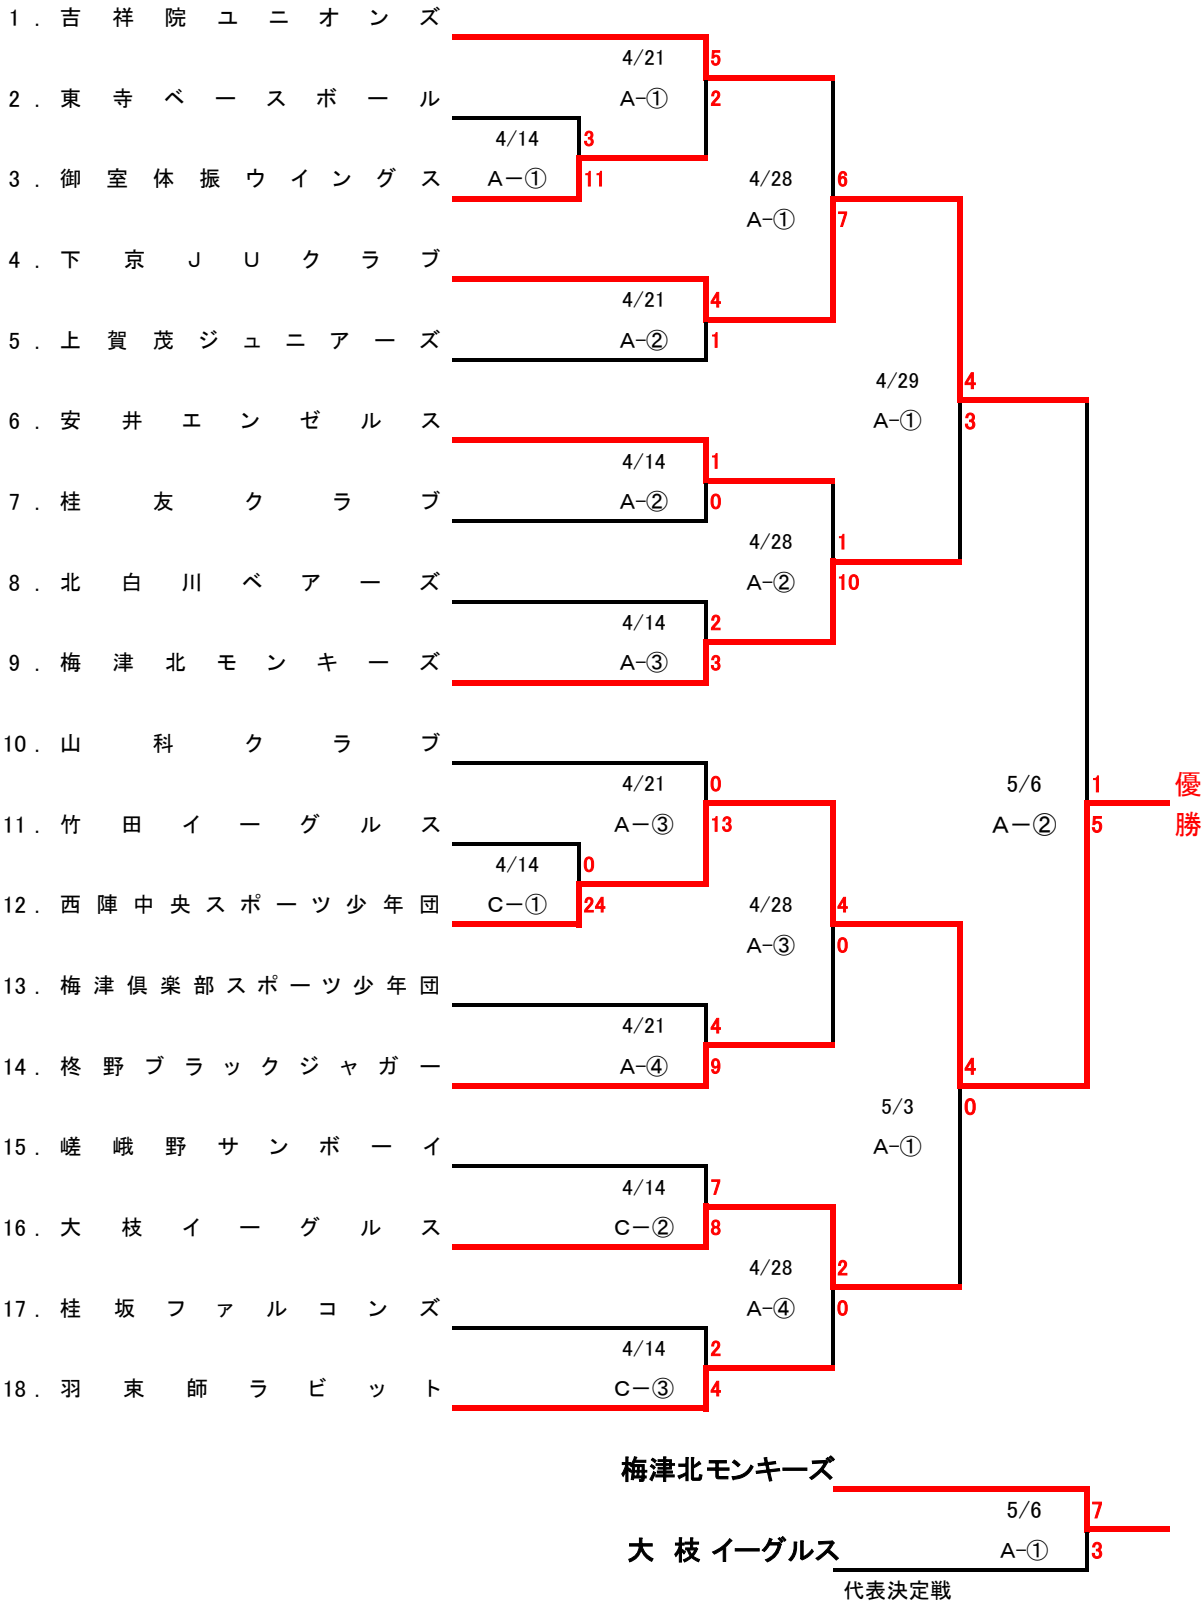 1. 吉祥院ユニオンズ
4/21 5
2. 東寺ベースボール A-① 2
4/14 3
3. 御室体振ウイングス A－① 11 4/28 6
A-① 7
4. 下京JUクラブ
4/21 4
5. 上賀茂ジュニアーズ A-② 1
4/29 4
6. 安井エンゼルス A-① 3
4/14 1
7. 桂友クラブ A-② 0
4/28 1
8. 北白川ベアーズ A-② 10
4/14 2
9. 梅津北モンキーズ A-③ 3
10. 山科クラブ
4/21 0 5/6 1 優
11. 竹田イーグルス A－③ 13 A－② 5 勝
4/14 0
12. 西陣中央スポーツ少年団 C－① 24 4/28 4
A-③ 0
13. 梅津倶楽部スポーツ少年団
4/21 4
14. 柊野ブラックジャガー A-④ 9 4
5/3 0
15. 嵯峨野サンボーイ A-①
4/14 7
16. 大枝イーグルス C－② 8
4/28 2
17. 桂坂ファルコンズ A-④ 0
4/14 2
18. 羽束師ラビット C－③ 4
梅津北モンキーズ
5/6 7
大枝イーグルス A-① 3
代表決定戦